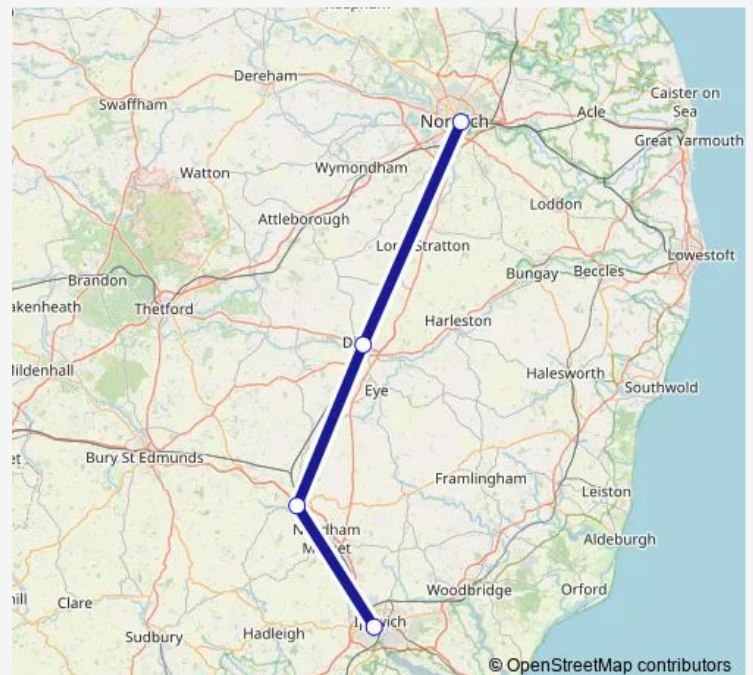 Dereham
Caister on
Sea
Swaffham
Acle
Great Yarmouth
Wymondham
Watton
Loddon
Attleborough
Lowestoft
Bungay
Beccles
Brandon
Thetford
Harleston
Halesworth
Southwold
Eye
Bury St Edmunds
Framlingham
Leiston
Aldeburgh
Woodbridge
Orford
Clare
Hadleigh
Sudbury
© OpenStreetMap contributors